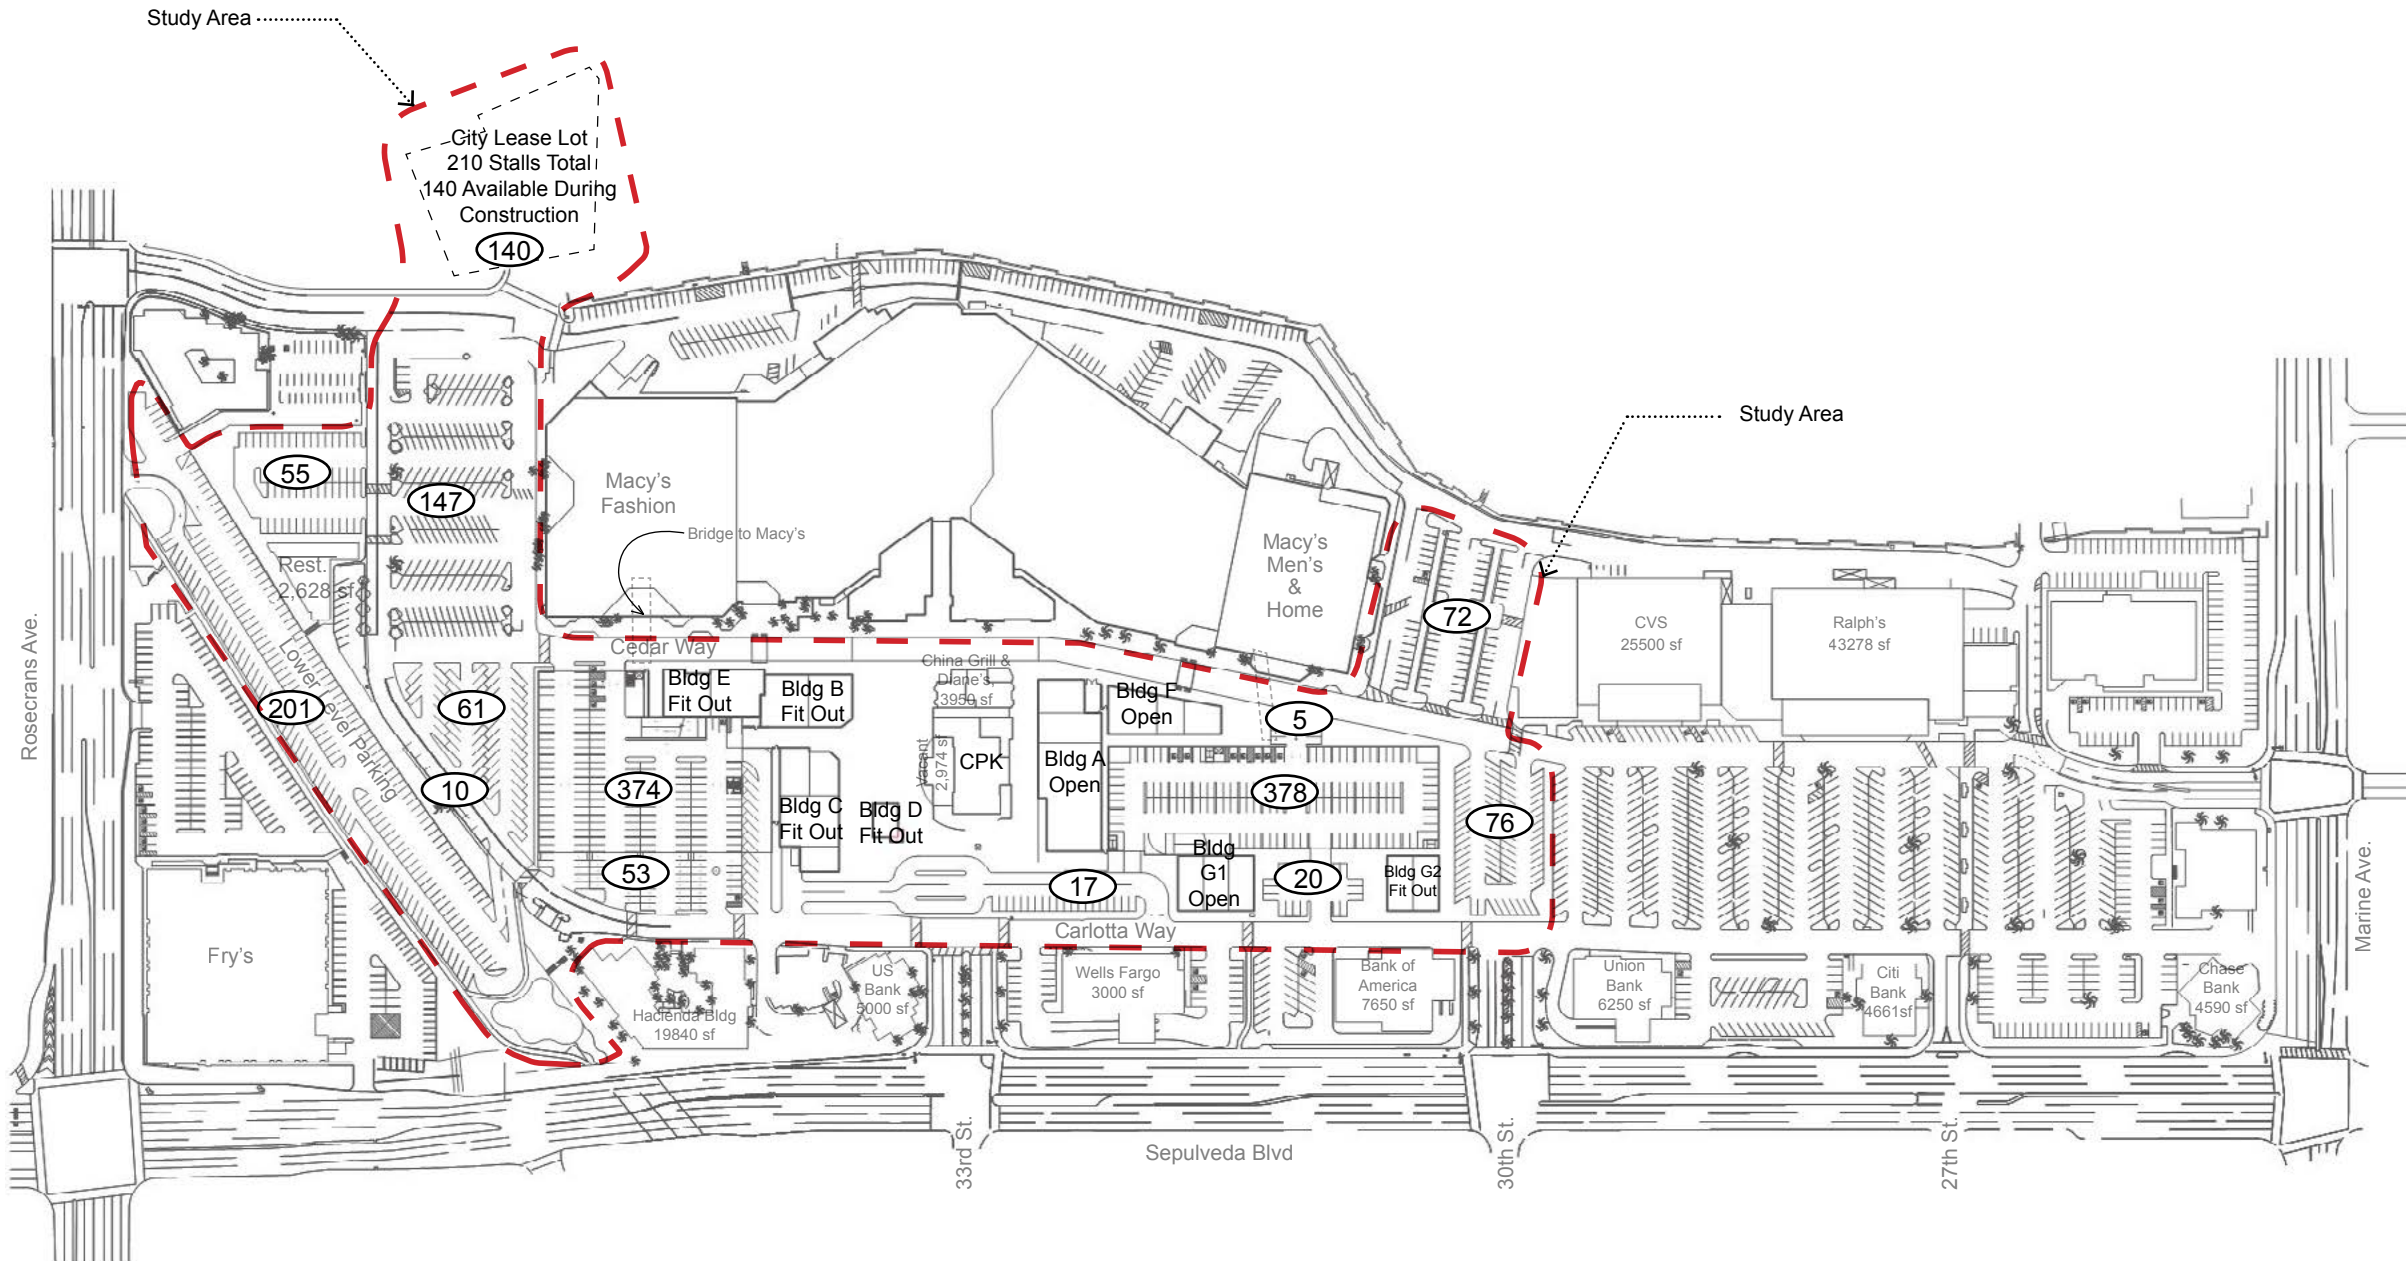 Study Area
City Lease Lot
210 Stalls Total
140 Available During
Construction
140
Study Area
55
147
Macy's
Fashion
Bridge to Macy's
Macy's
Men's
&
Home
Rest.
2,628 sf
72
CVS
25500 sf
Ralph's
43278 sf
Rosecrans Ave.
Lower Level Parking
201
61
10
Cedar Way
Bldg E
Fit Out
Bldg B
Fit Out
China Grill &
Diane's,
3950 sf
Vacant
2,974 sf
CPK
Bldg A
Open
Bldg F
Open
5
374
53
Bldg C
Fit Out
Bldg D
Fit Out
378
76
17
Bldg
G1
Open
20
Bldg G2
Fit Out
Carlotta Way
Marine Ave.
Fry's
Hacienda Bldg
19840 sf
US
Bank
5000 sf
Wells Fargo
3000 sf
Bank of
America
7650 sf
Union
Bank
6250 sf
Citi
Bank
4661sf
Chase
Bank
4590 sf
33rd St.
Sepulveda Blvd
30th St.
27th St.